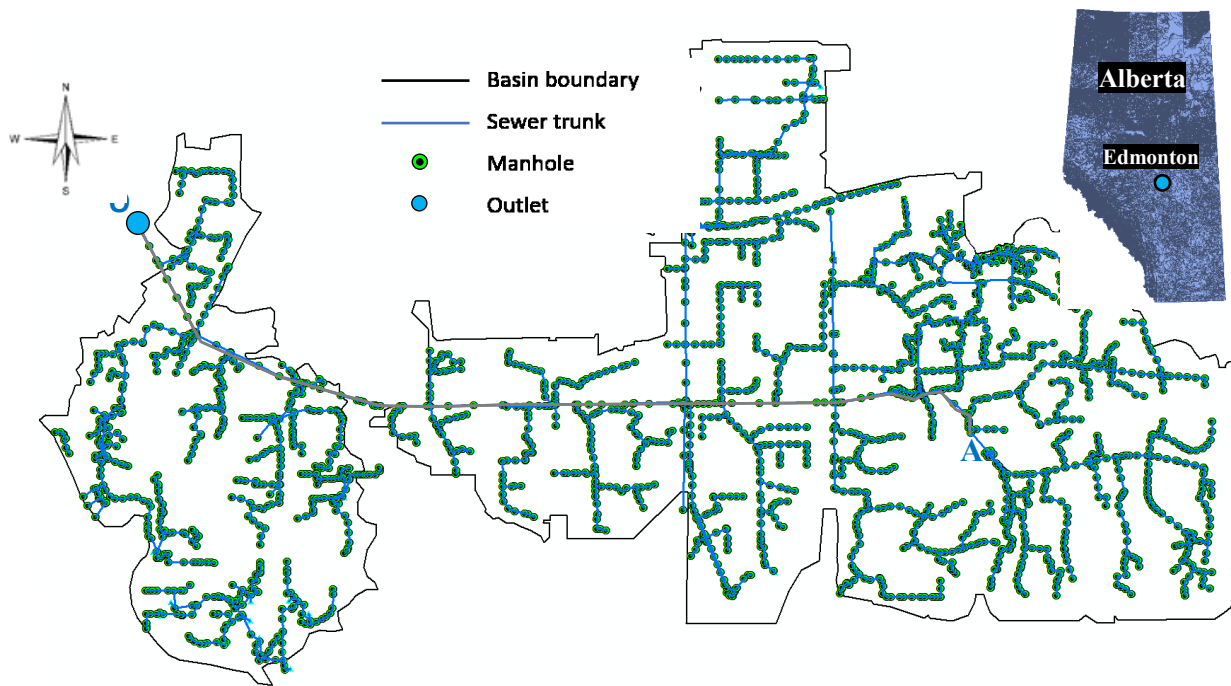 N
W E
S
Basin boundary
Sewer trunk
Manhole
Outlet
Alberta
Edmonton
A